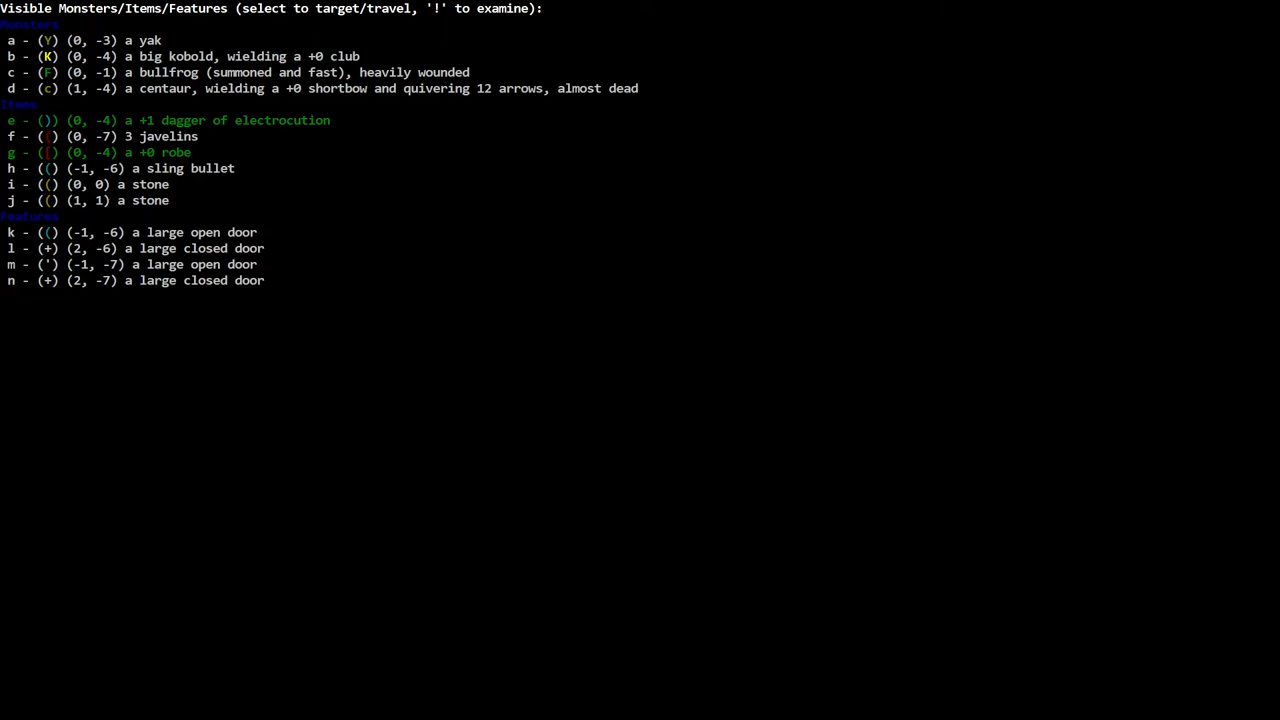 Visible Monsters/Items/Features (select to target/travel, '!' to examine):
Monsters
a - (Y) (0, -3) a yak
b - (K) (0, -4) a big kobold, wielding a +0 club
c - (F) (0, -1) a bullfrog (summoned and fast), heavily wounded
d - (c) (1, -4) a centaur, wielding a +0 shortbow and quivering 12 arrows, almost dead
Items
e - ()) (0, -4) a +1 dagger of electrocution
f - (() (0, -7) 3 javelins
g - ([) (0, -4) a +0 robe
h - (() (-1, -6) a sling bullet
i - (() (0, 0) a stone
j - (() (1, 1) a stone
Features
k - (() (-1, -6) a large open door
l - (+) (2, -6) a large closed door
m - (') (-1, -7) a large open door
n - (+) (2, -7) a large closed door